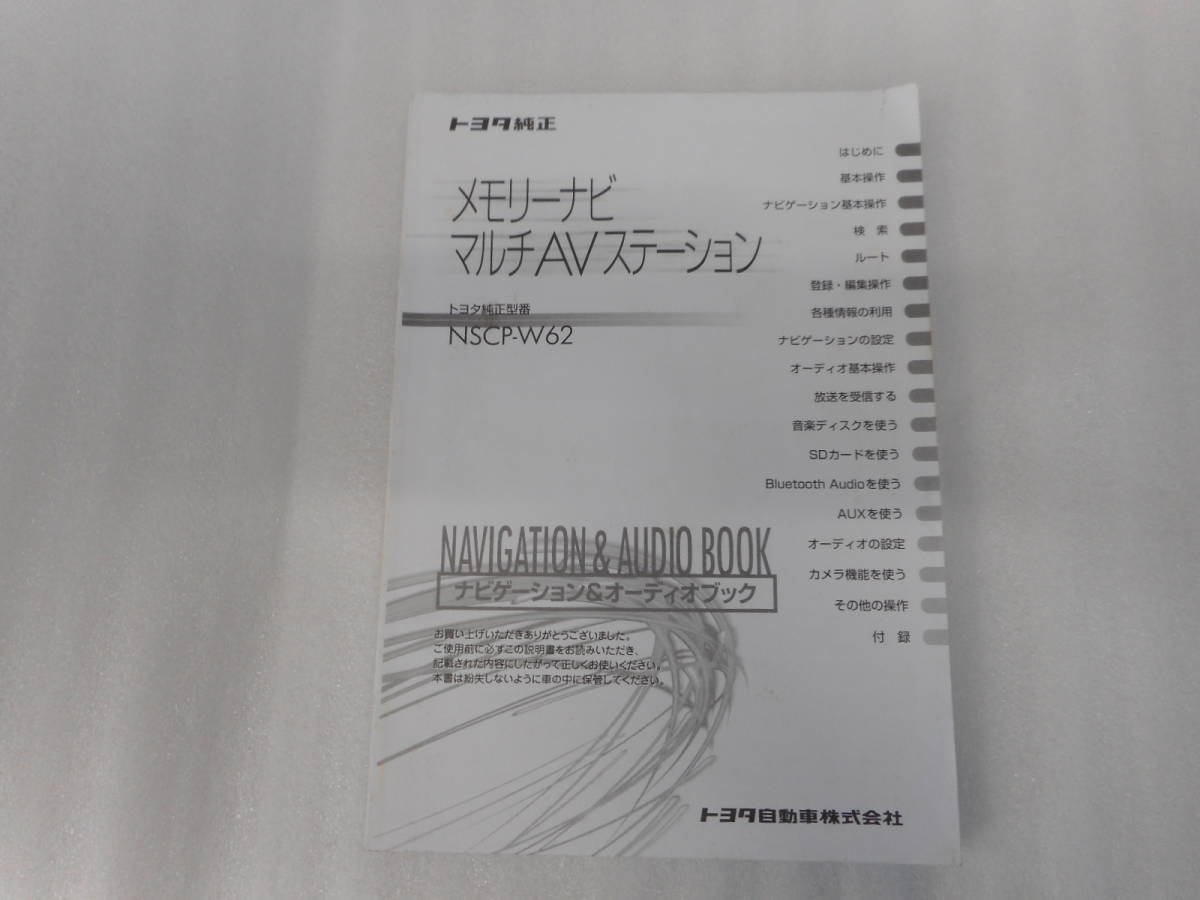 トヨタ純正
メモリーナビ
マルチAVステーション
トヨタ純正型番
NSCP-W62
はじめに
基本操作
ナビゲーション基本操作
検 索
ルート
登録・編集操作
各種情報の利用
ナビゲーションの設定
オーディオ基本操作
放送を受信する
音楽ディスクを使う
SDカードを使う
Bluetooth Audioを使う
AUXを使う
オーディオの設定
カメラ機能を使う
その他の操作
付 録
NAVIGATION & AUDIO BOOK
ナビゲーション&オーディオブック
お買い上げいただきありがとうございました。
ご使用前に必ずこの説明書をお読みいただき、
記載された内容にしたがって正しくお使いください。
本書は紛失しないように車の中に保管してください。
トヨタ自動車株式会社